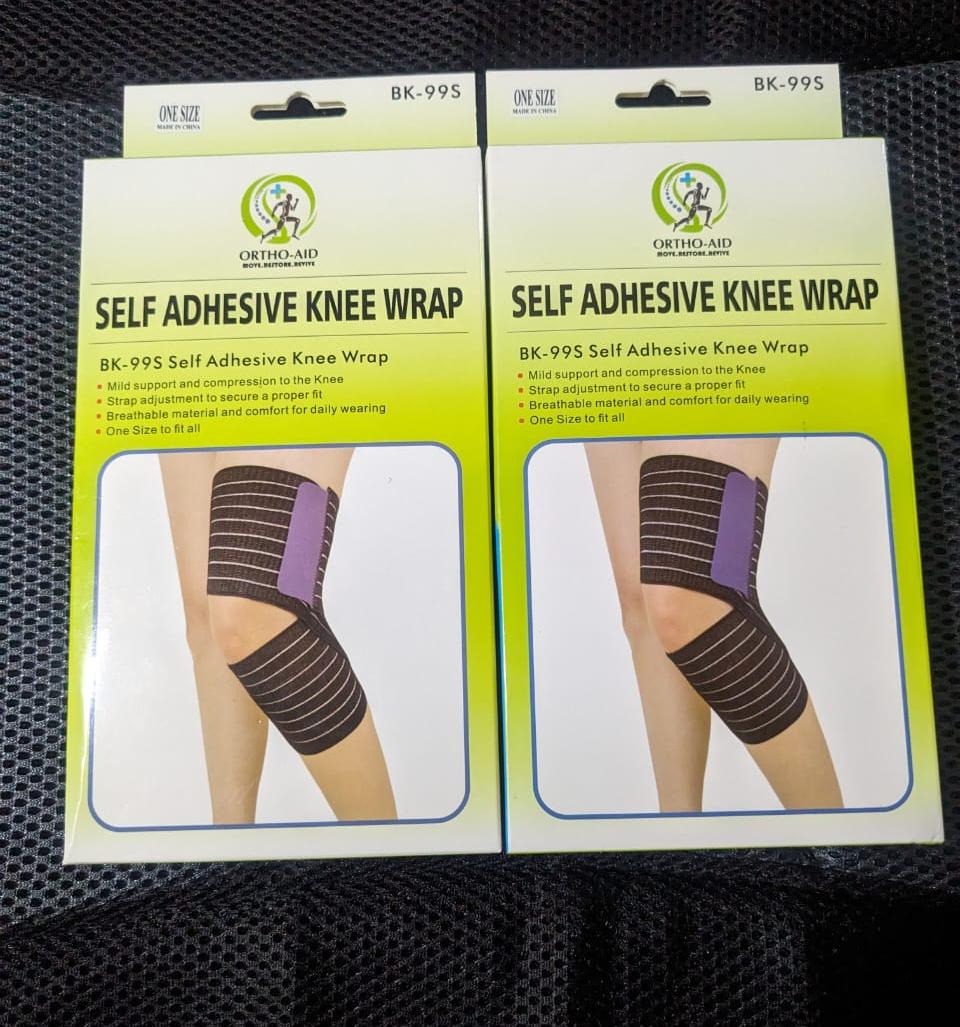 ONE SIZE
MADE IN CHINA
BK-99S
ORTHO-AID
MOVE.RESTORE.REVIVE
SELF ADHESIVE KNEE WRAP
BK-99S Self Adhesive Knee Wrap
• Mild support and compression to the Knee
• Strap adjustment to secure a proper fit
• Breathable material and comfort for daily wearing
• One Size to fit all
ONE SIZE
MADE IN CHINA
BK-99S
ORTHO-AID
MOVE.RESTORE.REVIVE
SELF ADHESIVE KNEE WRAP
BK-99S Self Adhesive Knee Wrap
• Mild support and compression to the Knee
• Strap adjustment to secure a proper fit
• Breathable material and comfort for daily wearing
• One Size to fit all